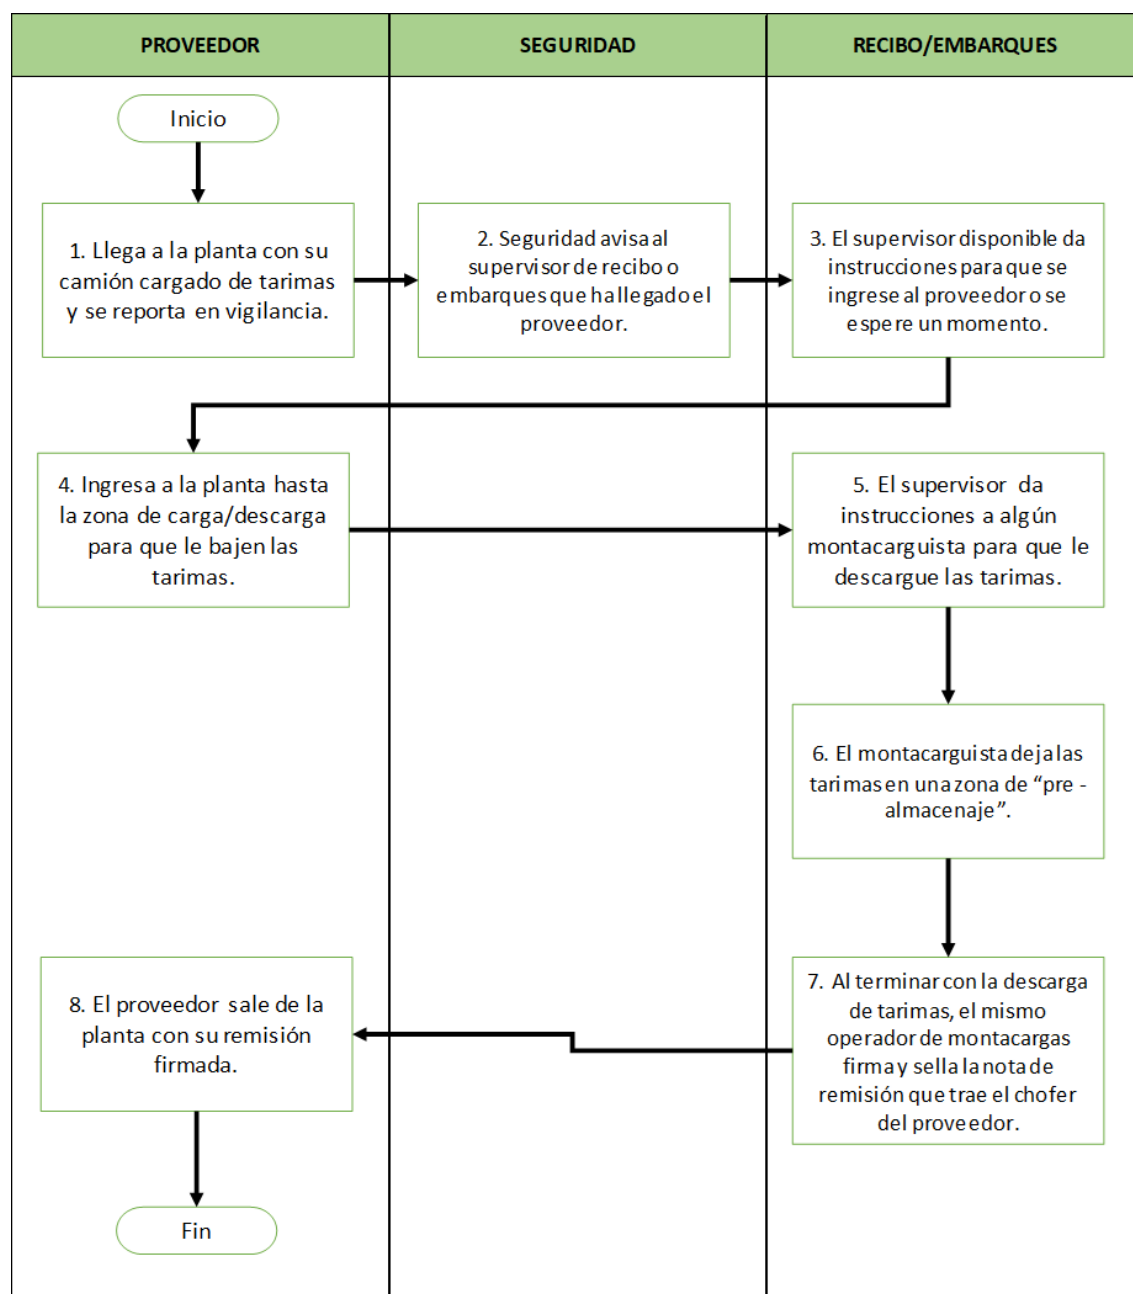 PROVEEDOR
SEGURIDAD
RECIBO/EMBARQUES
Inicio
1. Llega a la planta con su
camión cargado de tarimas
y se reporta en vigilancia.
2. Seguridad avisa al
supervisor de recibo o
embarques que ha llegado el
proveedor.
3. El supervisor disponible da
instrucciones para que se
ingrese al proveedor o se
espere un momento.
4. Ingresa a la planta hasta
la zona de carga/descarga
para que le bajen las
tarimas.
5. El supervisor da
instrucciones a algún
montacarguista para que le
descargue las tarimas.
6. El montacarguista deja las
tarimas en una zona de “pre -
almacenaje”.
7. Al terminar con la descarga
de tarimas, el mismo
operador de montacargas
firma y sella la nota de
remisión que trae el chofer
del proveedor.
8. El proveedor sale de la
planta con su remisión
firmada.
Fin